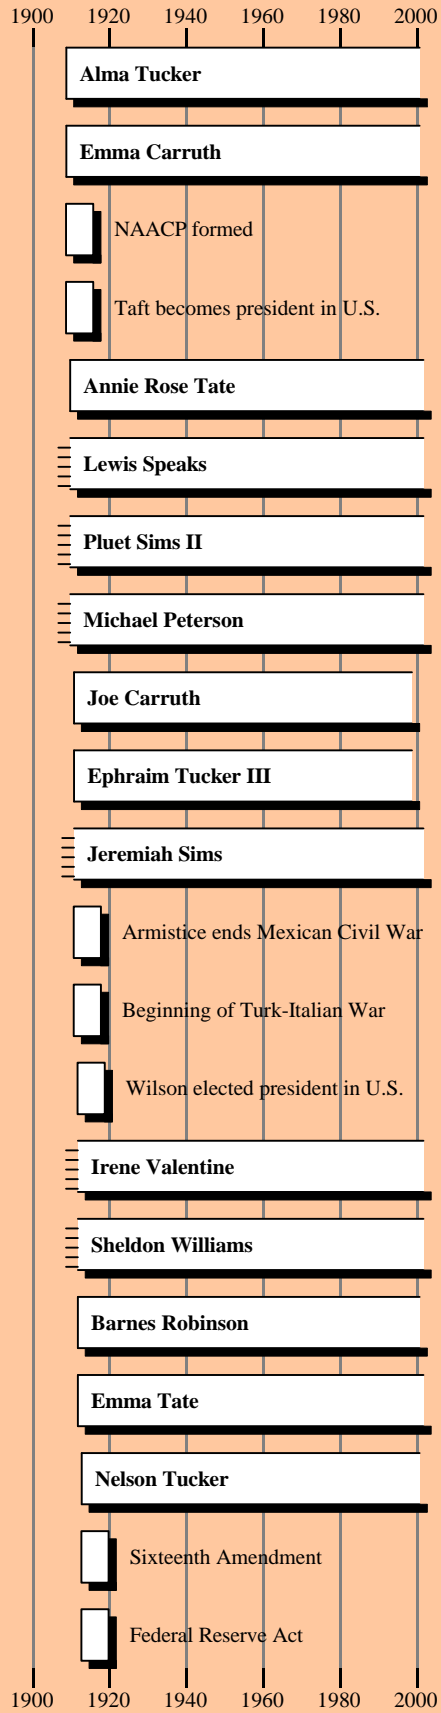 1900 1920 1940 1960 1980 2000
Alma Tucker
Emma Carruth
NAACP formed
Taft becomes president in U.S.
Annie Rose Tate
Lewis Speaks
Pluet Sims II
Michael Peterson
Joe Carruth
Ephraim Tucker III
Jeremiah Sims
Armistice ends Mexican Civil War
Beginning of Turk-Italian War
Wilson elected president in U.S.
Irene Valentine
Sheldon Williams
Barnes Robinson
Emma Tate
Nelson Tucker
Sixteenth Amendment
Federal Reserve Act
1900 1920 1940 1960 1980 2000